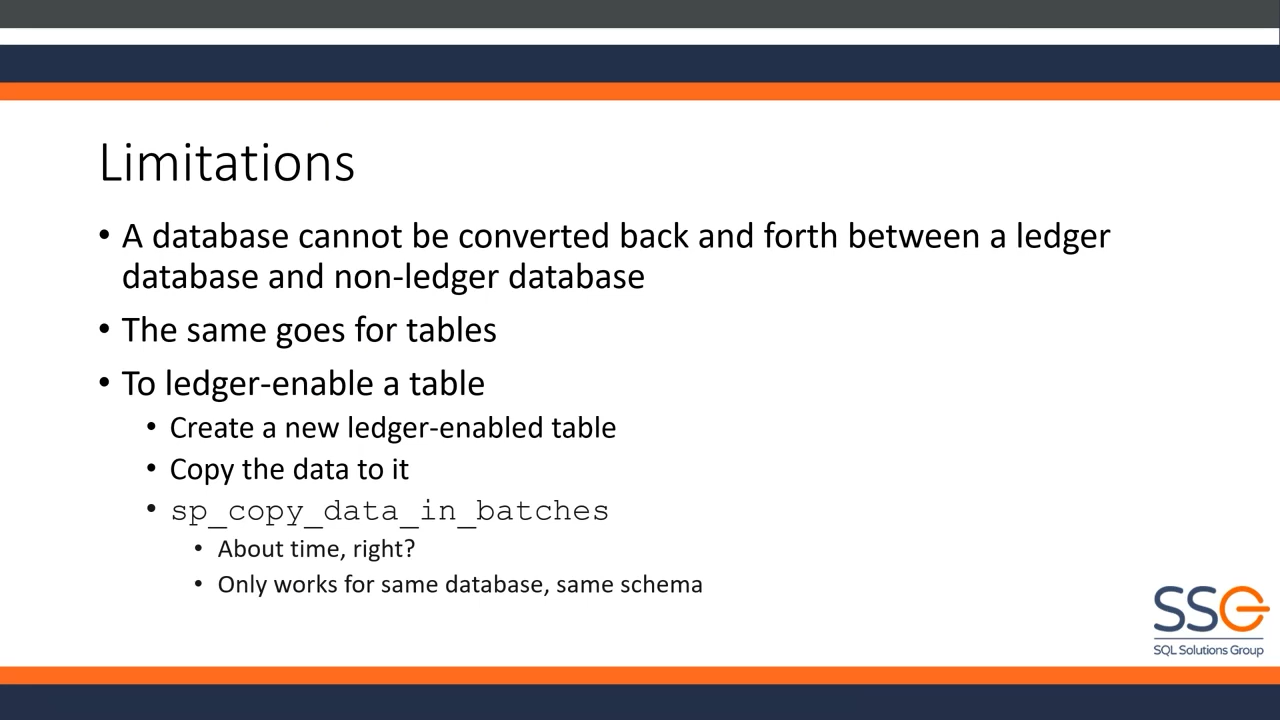 Limitations
• A database cannot be converted back and forth between a ledger
database and non-ledger database
• The same goes for tables
• To ledger-enable a table
• Create a new ledger-enabled table
• Copy the data to it
• sp_copy_data_in_batches
• About time, right?
• Only works for same database, same schema
SSG
SQL Solutions Group